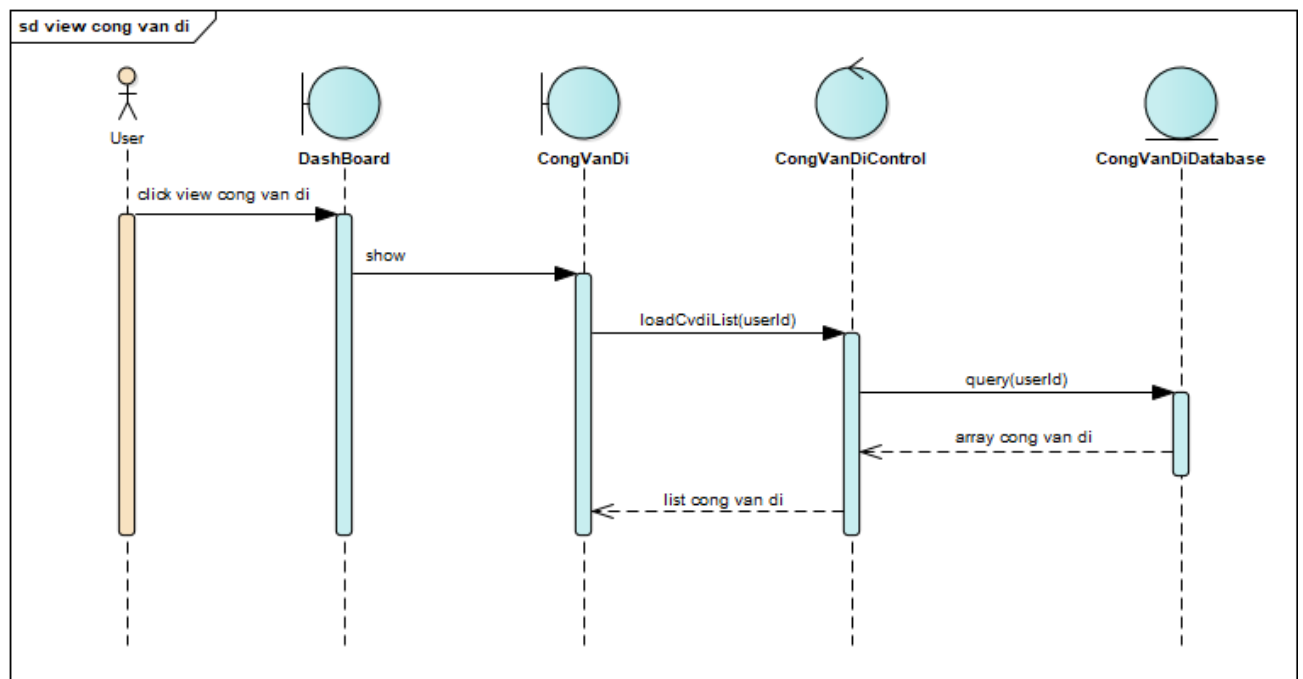 sd view cong van di
User
DashBoard
CongVanDi
CongVanDiControl
CongVanDiDatabase
click view cong van di
show
loadCvdiList(userId)
query(userId)
array cong van di
list cong van di